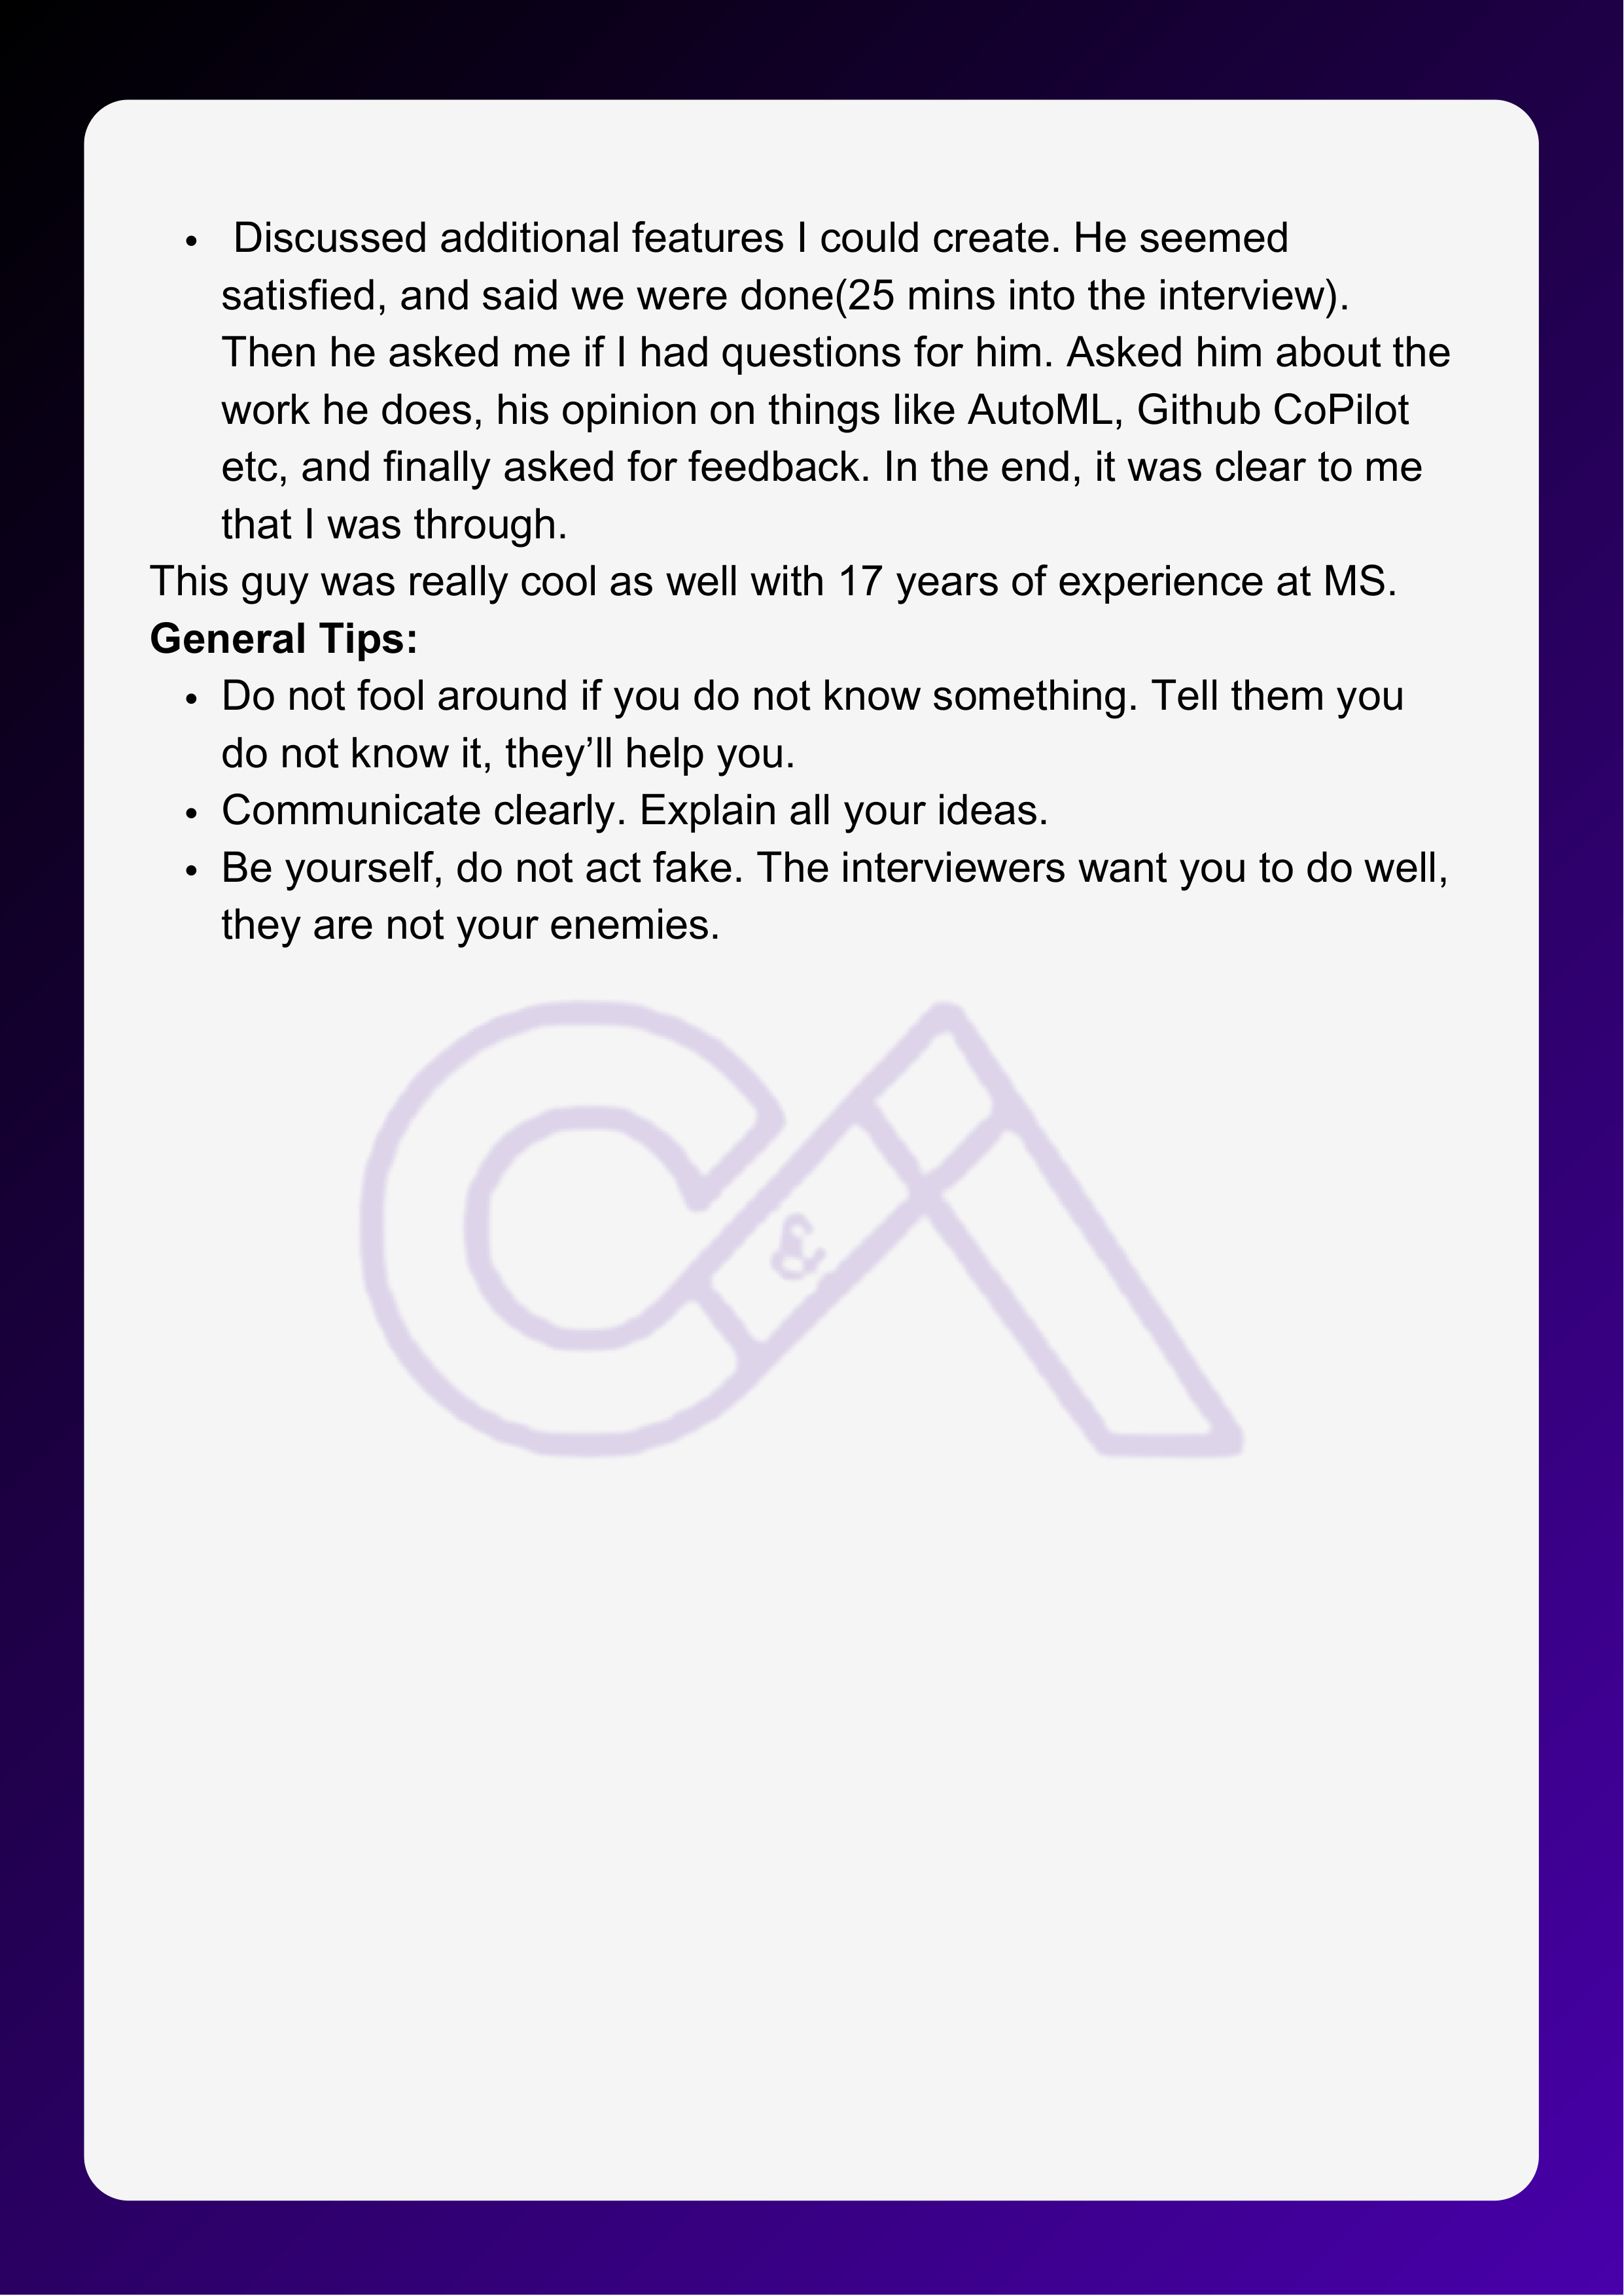 • Discussed additional features I could create. He seemed
satisfied, and said we were done(25 mins into the interview).
Then he asked me if I had questions for him. Asked him about the
work he does, his opinion on things like AutoML, Github CoPilot
etc, and finally asked for feedback. In the end, it was clear to me
that I was through.
This guy was really cool as well with 17 years of experience at MS.
General Tips:
• Do not fool around if you do not know something. Tell them you
do not know it, they’ll help you.
• Communicate clearly. Explain all your ideas.
• Be yourself, do not act fake. The interviewers want you to do well,
they are not your enemies.
C&A